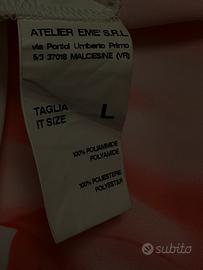 ATELIER EME' S.R.L.
via Portici Umberto Primo
6/3 37018 MALCESINE (VR)
TAGLIA
IT SIZE
L
100% POLIAMMIDE
POLYAMIDE
100% POLIESTERE
POLYESTER
subito